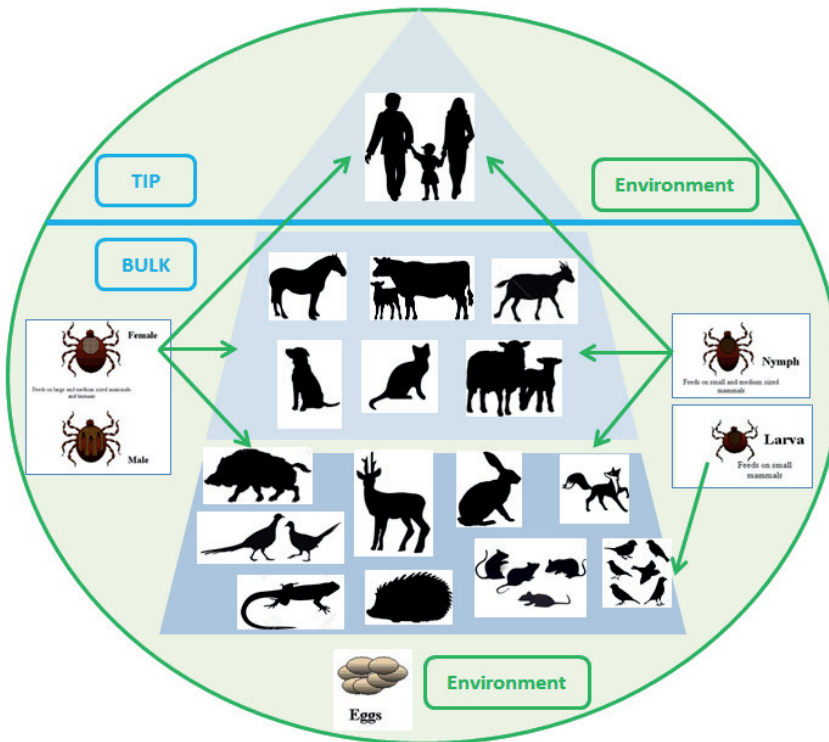 TIP
Environment
BULK
Female
Feeds on large and medium sized mammals
and humans
Male
Nymph
Feeds on small and medium sized
mammals
Larva
Feeds on small
mammals
Eggs
Environment